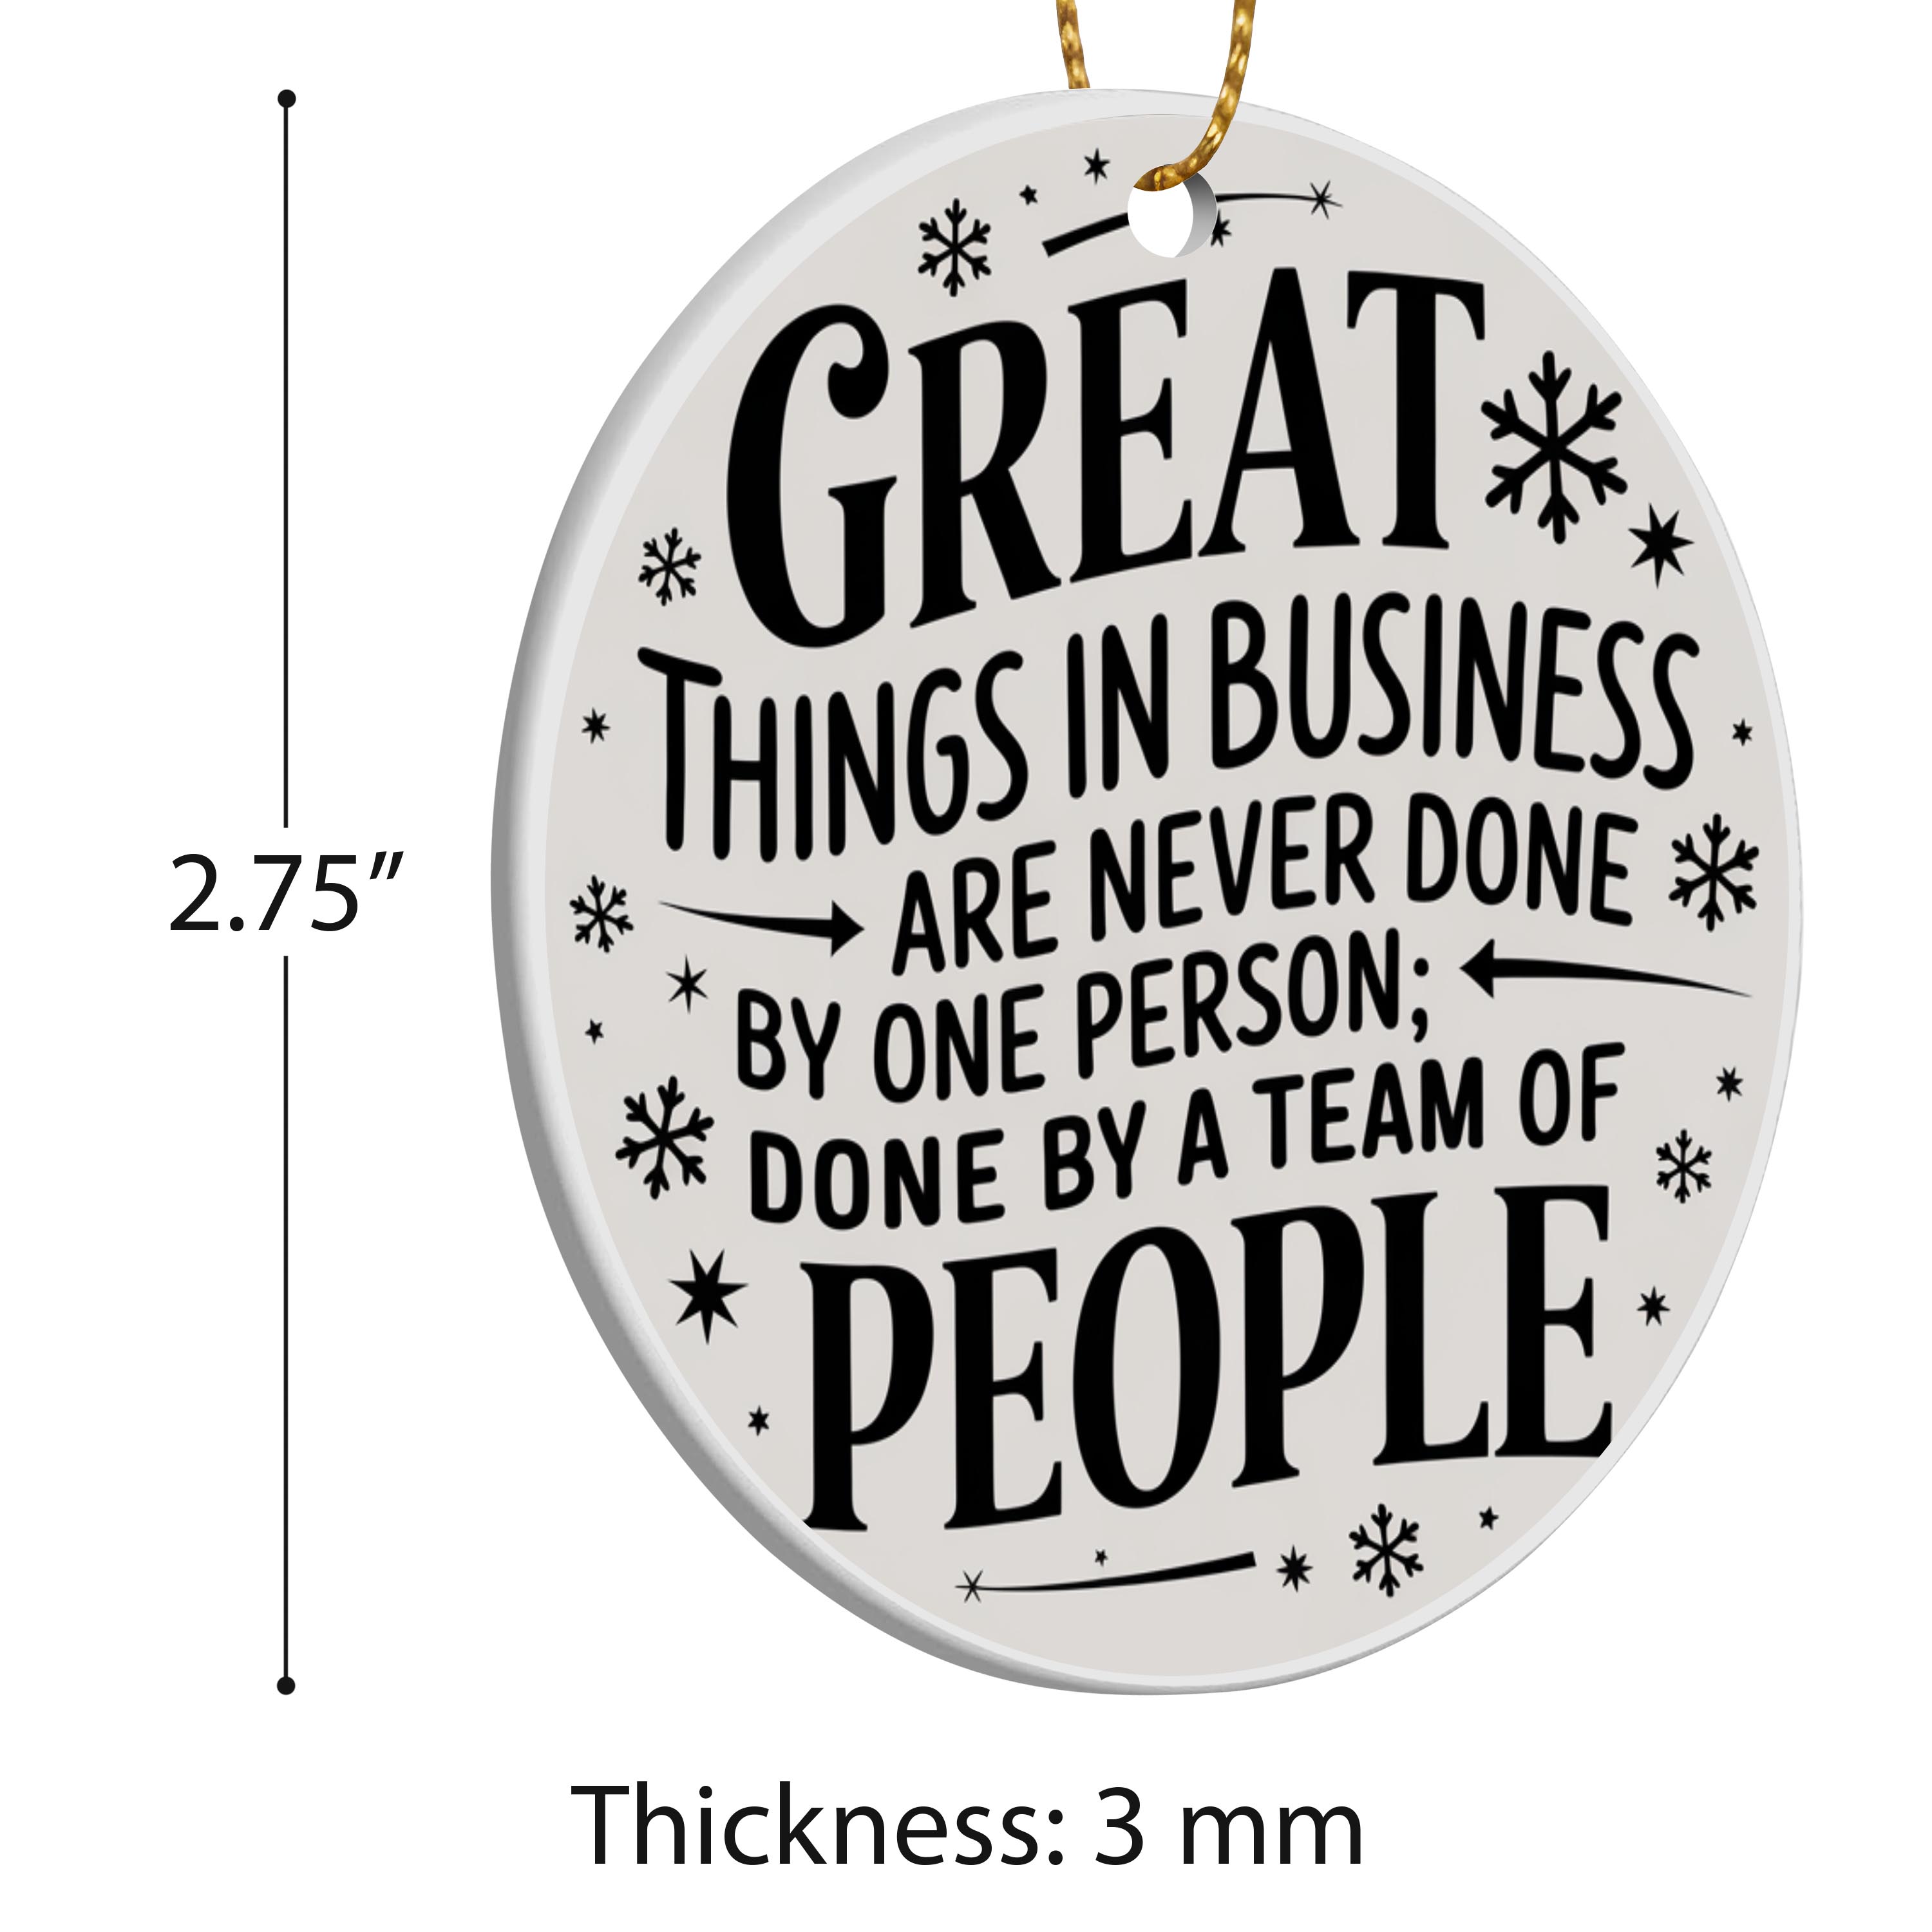 GREAT
THINGS IN BUSINESS
ARE NEVER DONE
BY ONE PERSON;
DONE BY A TEAM OF
PEOPLE
2.75"
Thickness: 3 mm